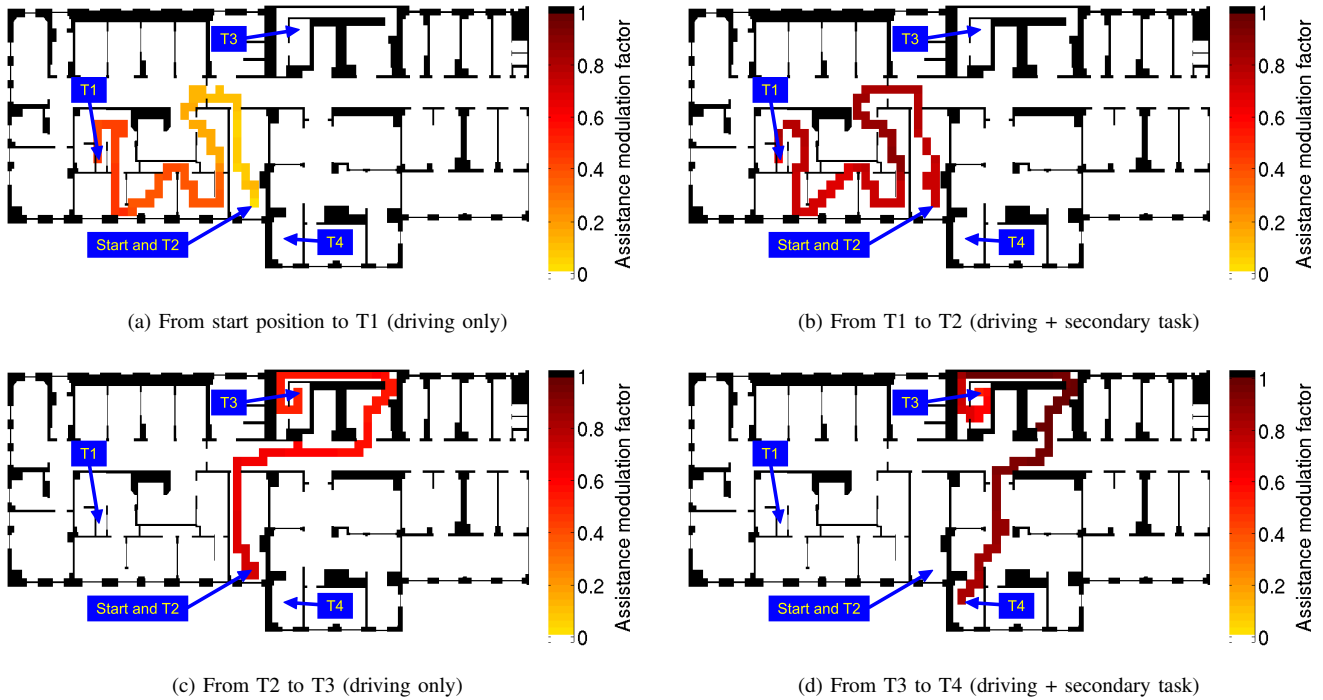 T3
T1
Start and T2
T4
1
0.8
0.6
0.4
0.2
0
Assistance modulation factor
(a) From start position to T1 (driving only)
T3
T1
Start and T2
T4
1
0.8
0.6
0.4
0.2
0
Assistance modulation factor
(b) From T1 to T2 (driving + secondary task)
T3
T1
Start and T2
T4
1
0.8
0.6
0.4
0.2
0
Assistance modulation factor
(c) From T2 to T3 (driving only)
T3
T1
Start and T2
T4
1
0.8
0.6
0.4
0.2
0
Assistance modulation factor
(d) From T3 to T4 (driving + secondary task)